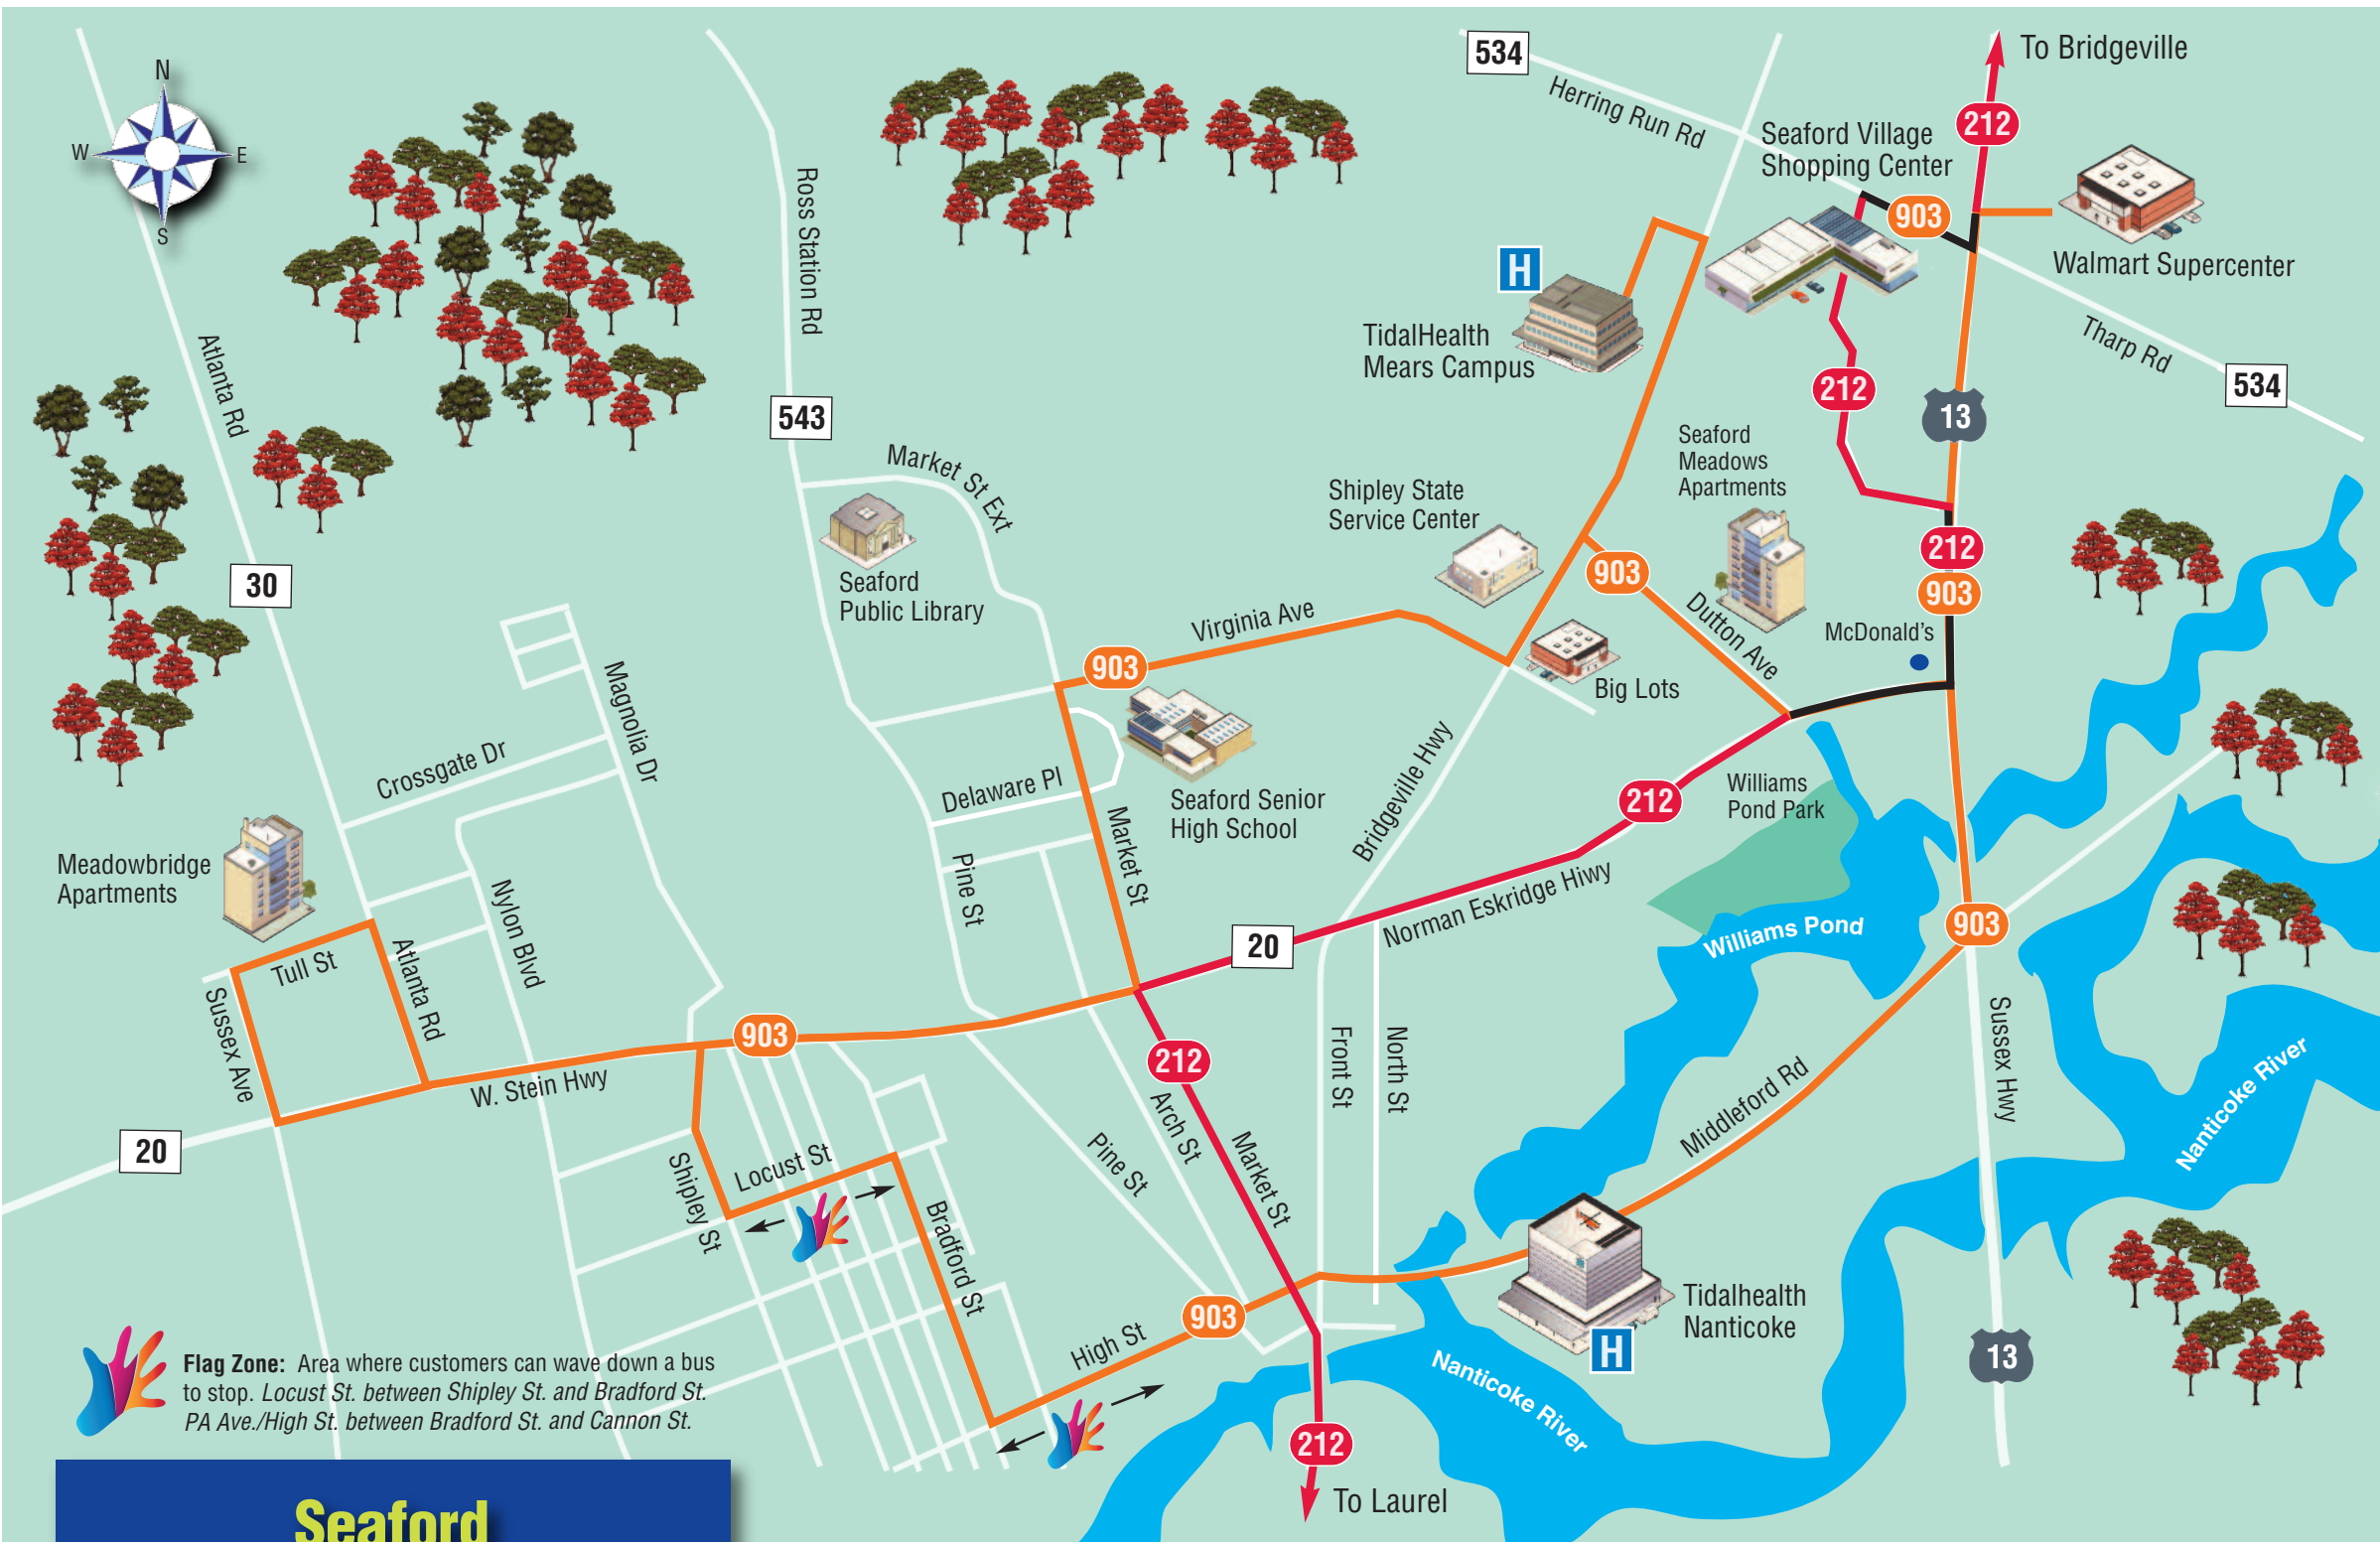 N
W
E
S
534
Herring Run Rd
To Bridgeville
212
Seaford Village
Shopping Center
903
Walmart Supercenter
Tharp Rd
534
Ross Station Rd
H
TidalHealth
Mears Campus
212
13
Atlanta Rd
543
Market St Ext
Seaford
Meadows
Apartments
Shipley State
Service Center
212
903
30
Seaford
Public Library
903
Virginia Ave
903
Dutton Ave
McDonald's
Big Lots
Magnolia Dr
Crossgate Dr
Delaware Pl
Seaford Senior
High School
Market St
Bridgeville Hwy
212
Williams
Pond Park
Meadowbridge
Apartments
Pine St
Nylon Blvd
Norman Eskridge Hiwy
20
Williams Pond
903
Tull St
Atlanta Rd
Sussex Ave
903
W. Stein Hwy
212
Front St
North St
Sussex Hwy
Nanticoke River
Middleford Rd
20
Arch St
Pine St
Market St
Shipley St
Locust St
Bradford St
903
High St
Tidalhealth
Nanticoke
H
13
Nanticoke River
Flag Zone: Area where customers can wave down a bus
to stop. Locust St. between Shipley St. and Bradford St.
PA Ave./High St. between Bradford St. and Cannon St.
212
To Laurel
Seaford